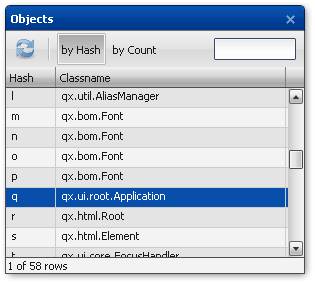 Objects
by Hash by Count
Hash Classname
l qx.util.AliasManager
m qx.bom.Font
n qx.bom.Font
o qx.bom.Font
p qx.bom.Font
q qx.ui.root.Application
r qx.html.Root
s qx.html.Element
t qx.ui.core.FocusHandler
1 of 58 rows